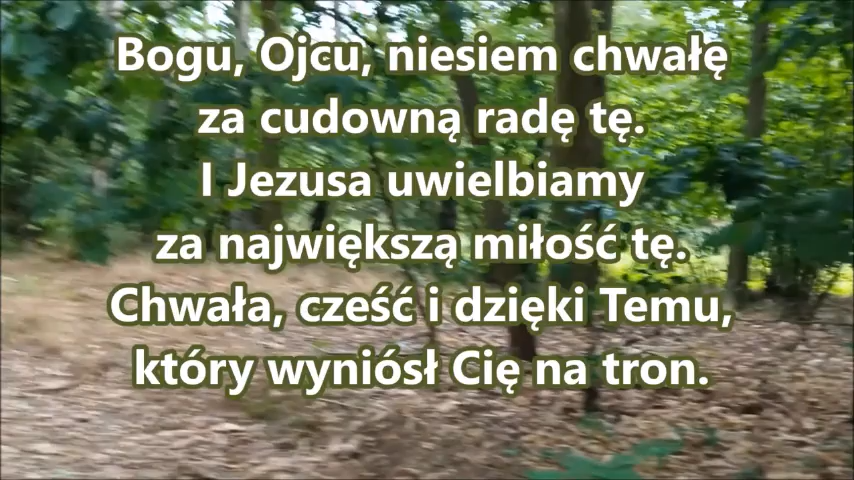 Bogu, Ojcu, niesiem chwałę
za cudowną radę tę.
I Jezusa uwielbiamy
za największą miłość tę.
Chwała, cześć i dzięki Temu,
który wyniósł Cię na tron.